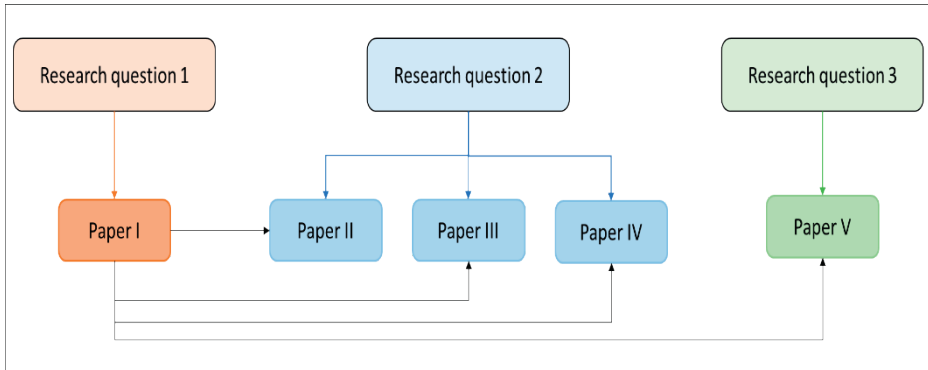 Research question 1
Research question 2
Research question 3
Paper I
Paper II
Paper III
Paper IV
Paper V